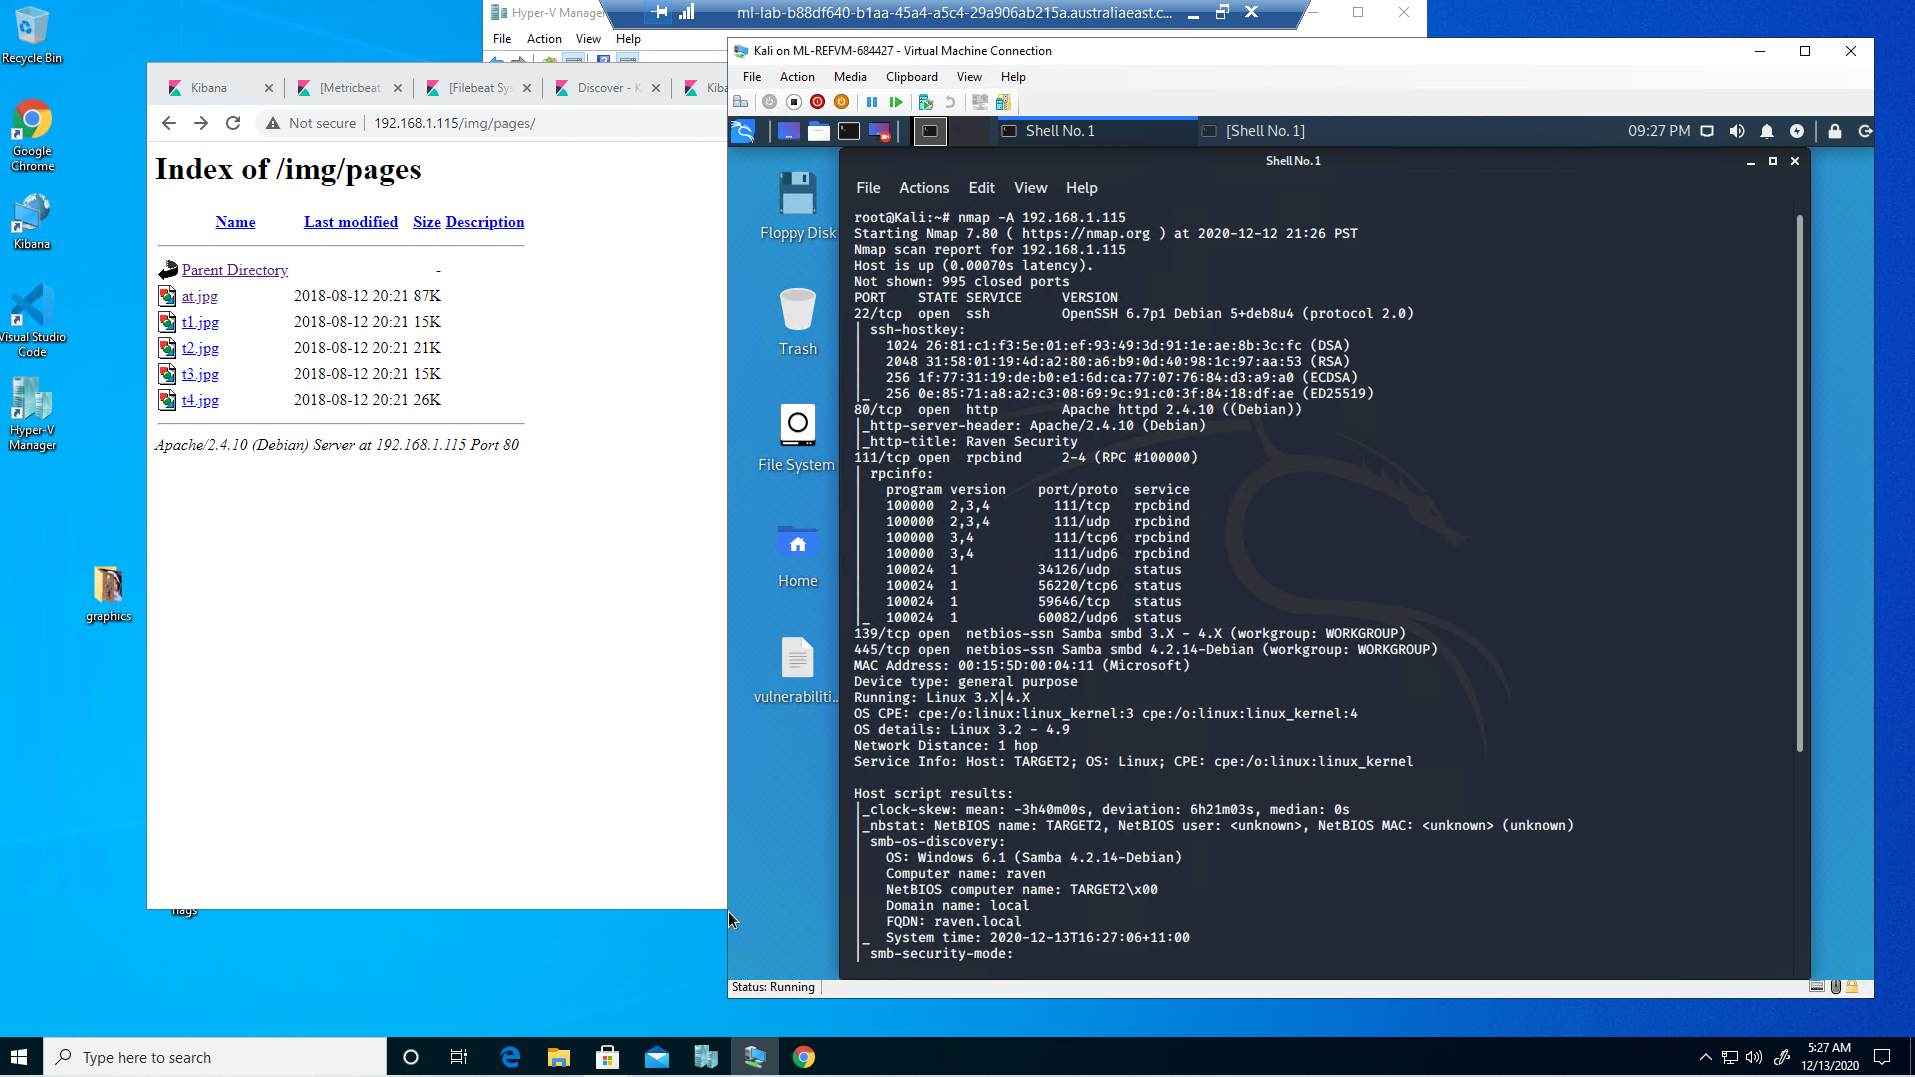 Recycle Bin
Google
Chrome
Kibana
Visual Studio
Code
Hyper-V
Manager
graphics
Hyper-V Manager
File Action View Help
ml-lab-b88df640-b1aa-45a4-a5c4-29a906ab215a.australiaeast.c...
Kibana
[Metricbeat
[Filebeat Sys
Discover - K
Kiba
Not secure 192.168.1.115/img/pages/
Index of /img/pages
Name Last modified Size Description
Parent Directory -
at.jpg 2018-08-12 20:21 87K
t1.jpg 2018-08-12 20:21 15K
t2.jpg 2018-08-12 20:21 21K
t3.jpg 2018-08-12 20:21 15K
t4.jpg 2018-08-12 20:21 26K
Apache/2.4.10 (Debian) Server at 192.168.1.115 Port 80
Kali on ML-REFVM-684427 - Virtual Machine Connection
File Action Media Clipboard View Help
Shell No. 1
[Shell No. 1]
09:27 PM
Floppy Disk
Trash
File System
Home
vulnerabiliti...
Shell No. 1
File Actions Edit View Help
root@Kali:~# nmap -A 192.168.1.115
Starting Nmap 7.80 ( https://nmap.org ) at 2020-12-12 21:26 PST
Nmap scan report for 192.168.1.115
Host is up (0.00070s latency).
Not shown: 995 closed ports
PORT STATE SERVICE VERSION
22/tcp open ssh OpenSSH 6.7p1 Debian 5+deb8u4 (protocol 2.0)
| ssh-hostkey:
| 1024 26:81:c1:f3:5e:01:ef:93:49:3d:91:1e:ae:8b:3c:fc (DSA)
| 2048 31:58:01:19:4d:a2:80:a6:b9:0d:40:98:1c:97:aa:53 (RSA)
| 256 1f:77:31:19:de:b0:e1:6d:ca:77:07:76:84:d3:a9:a0 (ECDSA)
|_ 256 0e:85:71:a8:a2:c3:08:69:9c:91:c0:3f:84:18:df:ae (ED25519)
80/tcp open http Apache httpd 2.4.10 ((Debian))
|_http-server-header: Apache/2.4.10 (Debian)
|_http-title: Raven Security
111/tcp open rpcbind 2-4 (RPC #100000)
| rpcinfo:
| program version port/proto service
| 100000 2,3,4 111/tcp rpcbind
| 100000 2,3,4 111/udp rpcbind
| 100000 3,4 111/tcp6 rpcbind
| 100000 3,4 111/udp6 rpcbind
| 100024 1 34126/udp status
| 100024 1 56220/tcp6 status
| 100024 1 59646/tcp status
|_ 100024 1 60082/udp6 status
139/tcp open netbios-ssn Samba smbd 3.X - 4.X (workgroup: WORKGROUP)
445/tcp open netbios-ssn Samba smbd 4.2.14-Debian (workgroup: WORKGROUP)
MAC Address: 00:15:5D:00:04:11 (Microsoft)
Device type: general purpose
Running: Linux 3.X|4.X
OS CPE: cpe:/o:linux:linux_kernel:3 cpe:/o:linux:linux_kernel:4
OS details: Linux 3.2 - 4.9
Network Distance: 1 hop
Service Info: Host: TARGET2; OS: Linux; CPE: cpe:/o:linux:linux_kernel
Host script results:
|_clock-skew: mean: -3h40m00s, deviation: 6h21m03s, median: 0s
|_nbstat: NetBIOS name: TARGET2, NetBIOS user: <unknown>, NetBIOS MAC: <unknown> (unknown)
| smb-os-discovery:
| OS: Windows 6.1 (Samba 4.2.14-Debian)
| Computer name: raven
| NetBIOS computer name: TARGET2\x00
| Domain name: local
| FQDN: raven.local
|_ System time: 2020-12-13T16:27:06+11:00
| smb-security-mode:
Status: Running
Type here to search
5:27 AM
12/13/2020